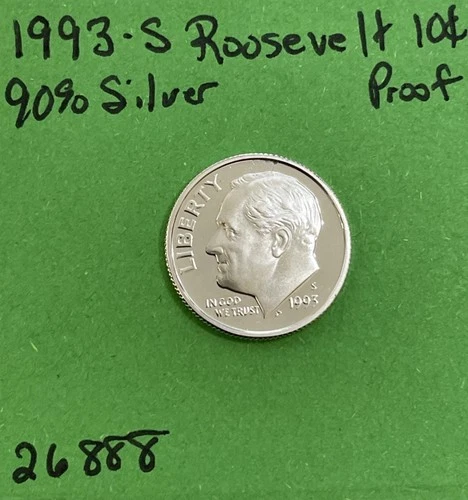 1993-S Roosevelt 10¢
90% Silver Proof
LIBERTY
IN GOD
WE TRUST
S
1993
26888